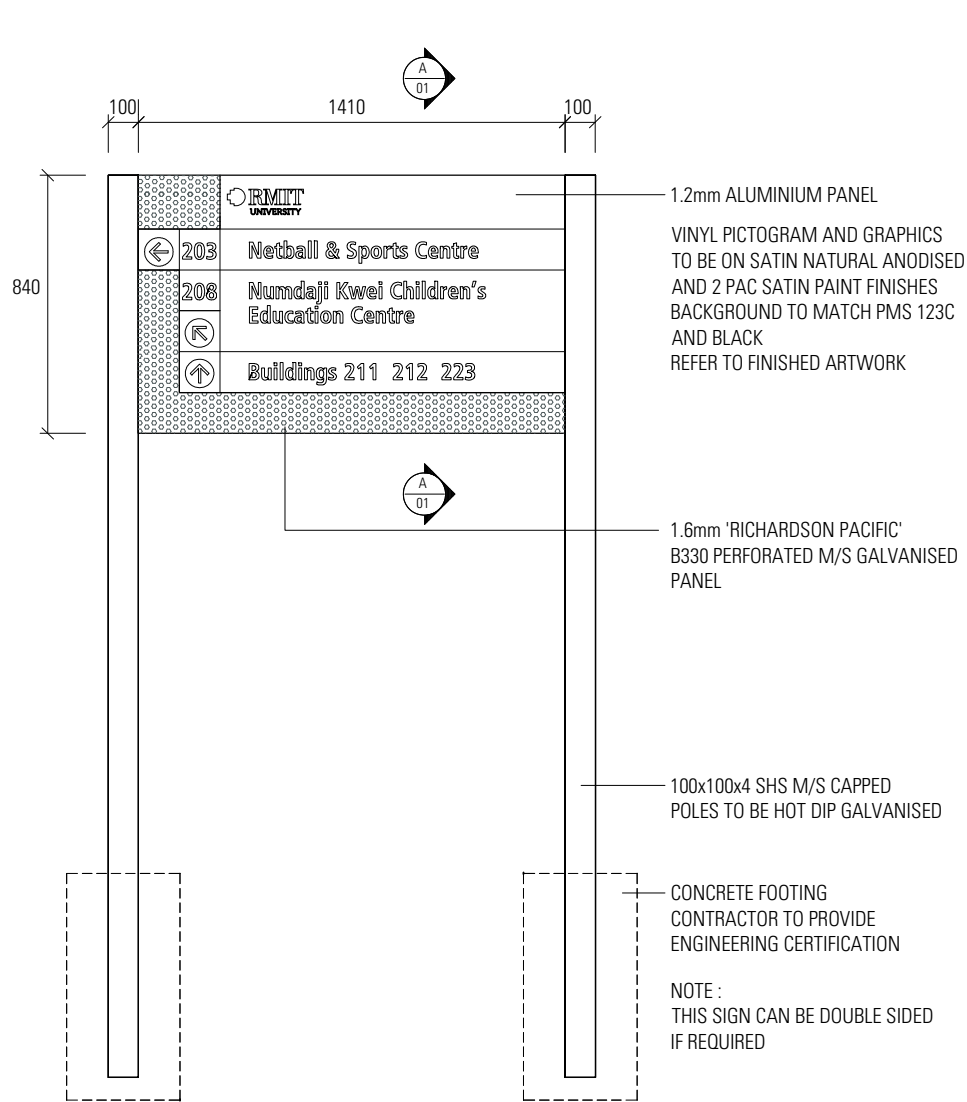 A
01
100
1410
100
840
RMIT
UNIVERSITY
203 Netball & Sports Centre
208 Numdaji Kwei Children's
Education Centre
Buildings 211 212 223
A
01
1.2mm ALUMINIUM PANEL
VINYL PICTOGRAM AND GRAPHICS
TO BE ON SATIN NATURAL ANODISED
AND 2 PAC SATIN PAINT FINISHES
BACKGROUND TO MATCH PMS 123C
AND BLACK
REFER TO FINISHED ARTWORK
1.6mm 'RICHARDSON PACIFIC'
B330 PERFORATED M/S GALVANISED
PANEL
100x100x4 SHS M/S CAPPED
POLES TO BE HOT DIP GALVANISED
CONCRETE FOOTING
CONTRACTOR TO PROVIDE
ENGINEERING CERTIFICATION
NOTE :
THIS SIGN CAN BE DOUBLE SIDED
IF REQUIRED